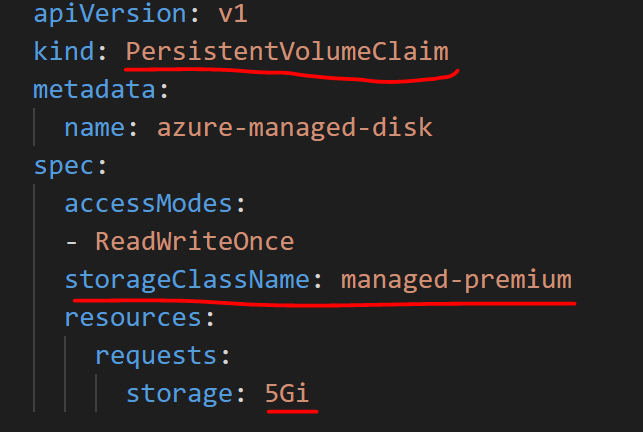 apiVersion: v1
kind: PersistentVolumeClaim
metadata:
  name: azure-managed-disk
spec:
  accessModes:
  - ReadWriteOnce
  storageClassName: managed-premium
  resources:
    requests:
      storage: 5Gi